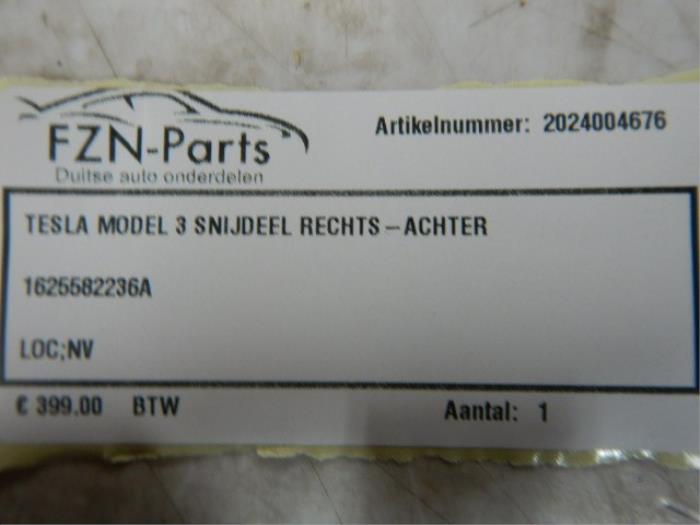 FZN-Parts
Duitse auto onderdelen
Artikelnummer: 2024004676
TESLA MODEL 3 SNIJDEEL RECHTS-ACHTER
1625582236A
LOC;NV
€ 399.00 BTW
Aantal: 1